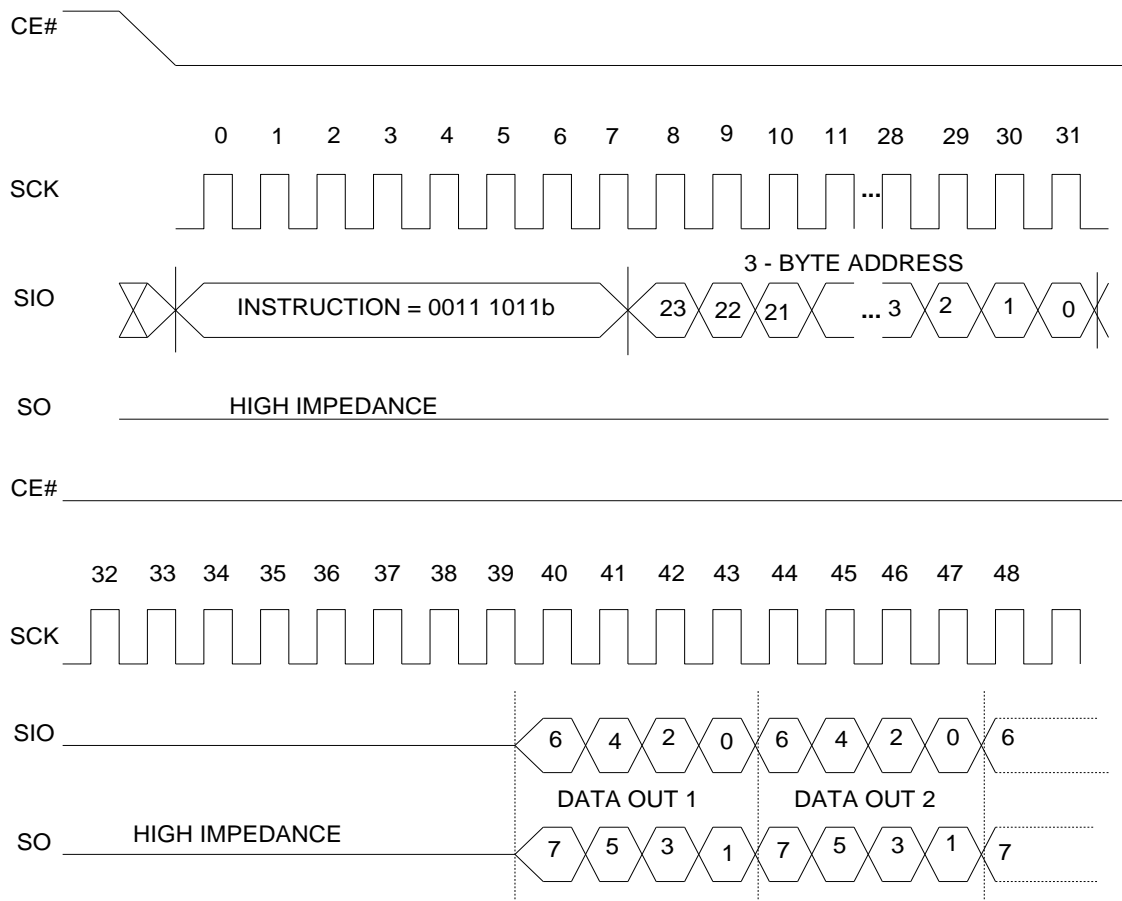 CE#
0 1 2 3 4 5 6 7 8 9 10 11 28 29 30 31
SCK ...
3 - BYTE ADDRESS
SIO INSTRUCTION = 0011 1011b 23 22 21 ... 3 2 1 0
SO HIGH IMPEDANCE
CE#
32 33 34 35 36 37 38 39 40 41 42 43 44 45 46 47 48
SCK
SIO 6 4 2 0 6 4 2 0 6
DATA OUT 1 DATA OUT 2
SO HIGH IMPEDANCE 7 5 3 1 7 5 3 1 7